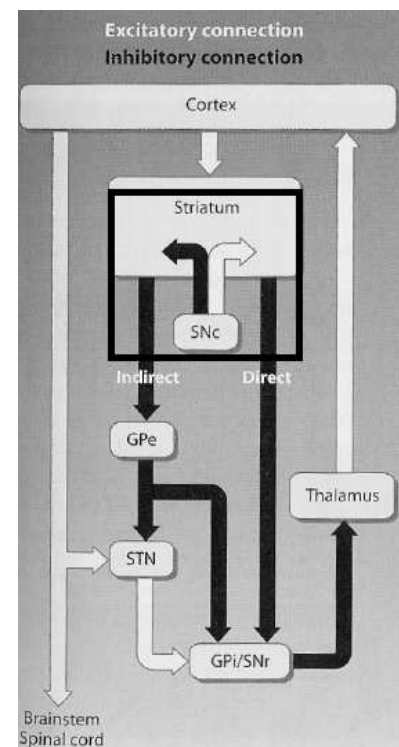 Excitatory connection
Inhibitory connection
Cortex
Striatum
SNc
Indirect Direct
GPe
Thalamus
STN
GPi/SNr
Brainstem
Spinal cord